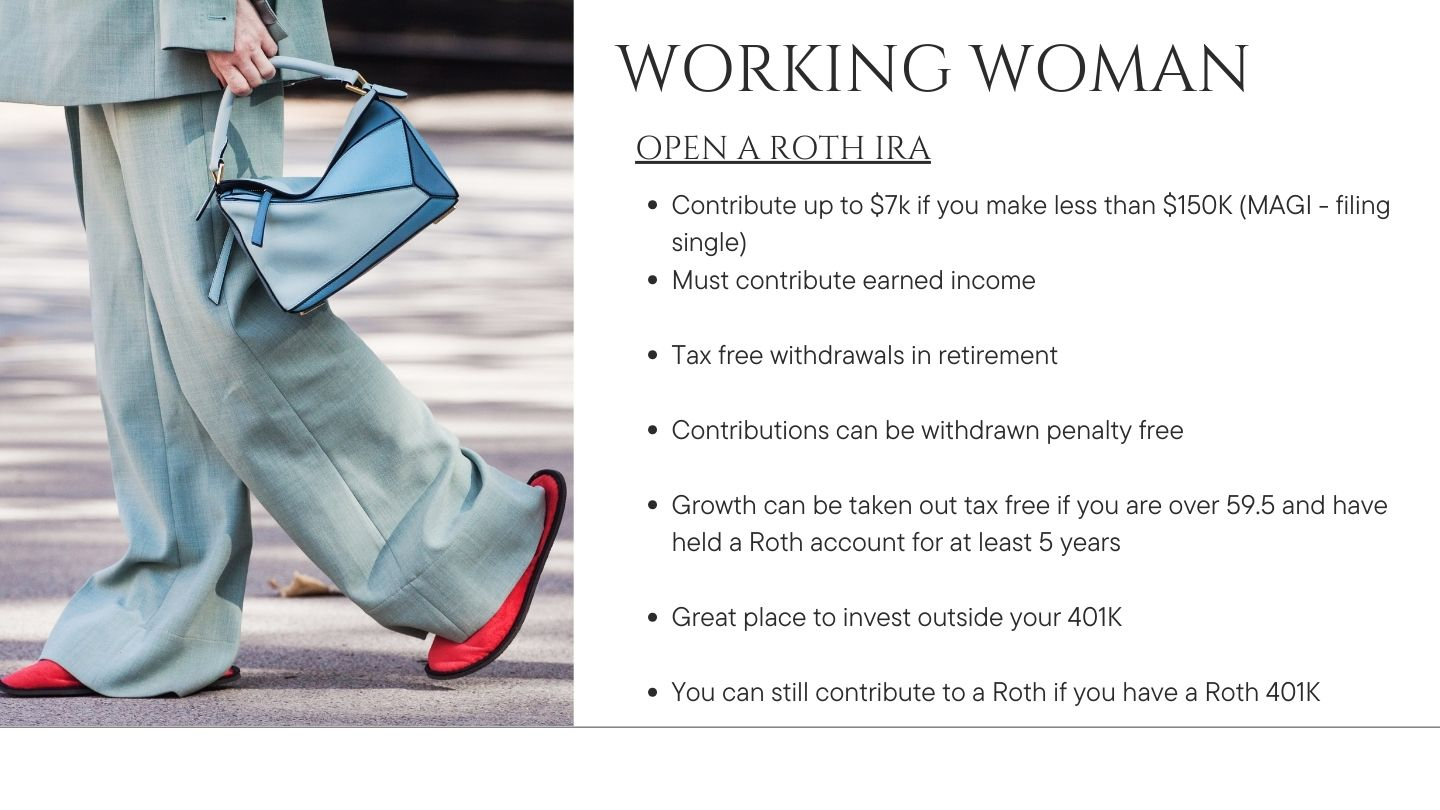 WORKING WOMAN
OPEN A ROTH IRA
• Contribute up to $7k if you make less than $150K (MAGI - filing
single)
• Must contribute earned income
• Tax free withdrawals in retirement
• Contributions can be withdrawn penalty free
• Growth can be taken out tax free if you are over 59.5 and have
held a Roth account for at least 5 years
• Great place to invest outside your 401K
• You can still contribute to a Roth if you have a Roth 401K